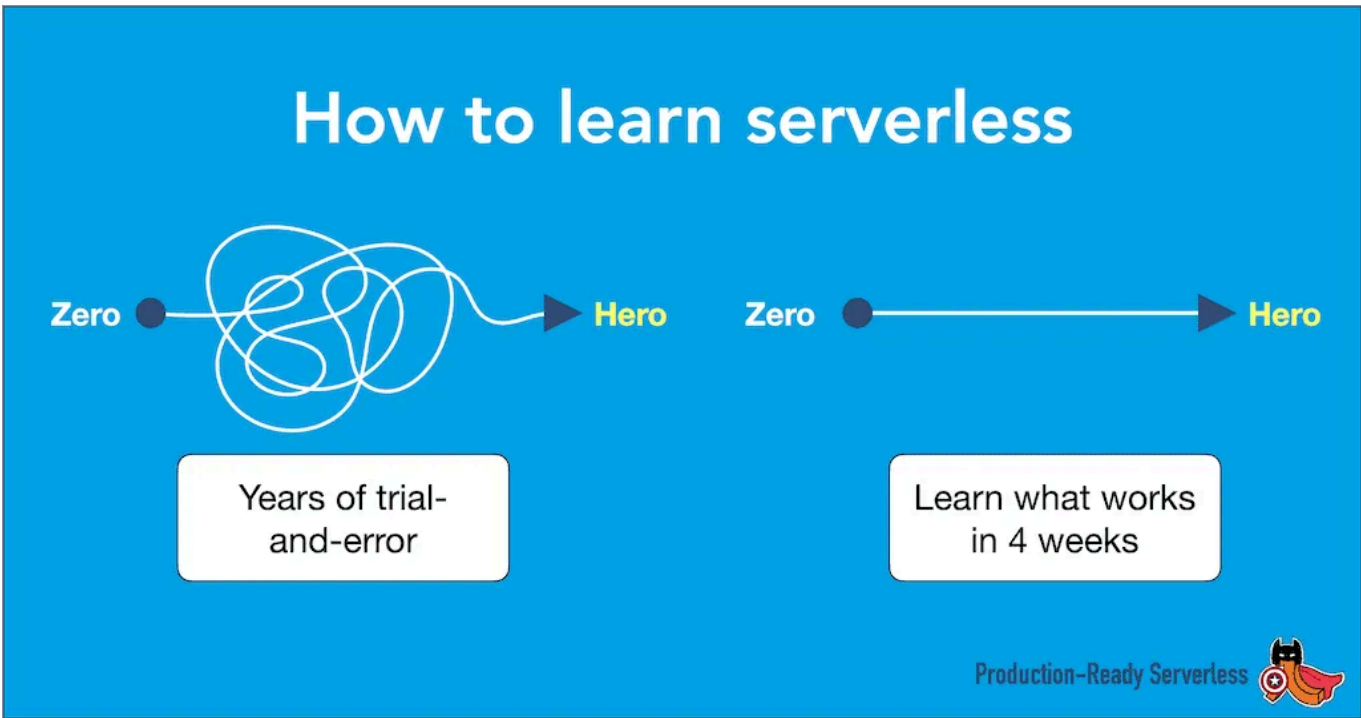 How to learn serverless
Zero
Hero
Zero
Hero
Years of trial-
and-error
Learn what works
in 4 weeks
Production-Ready Serverless